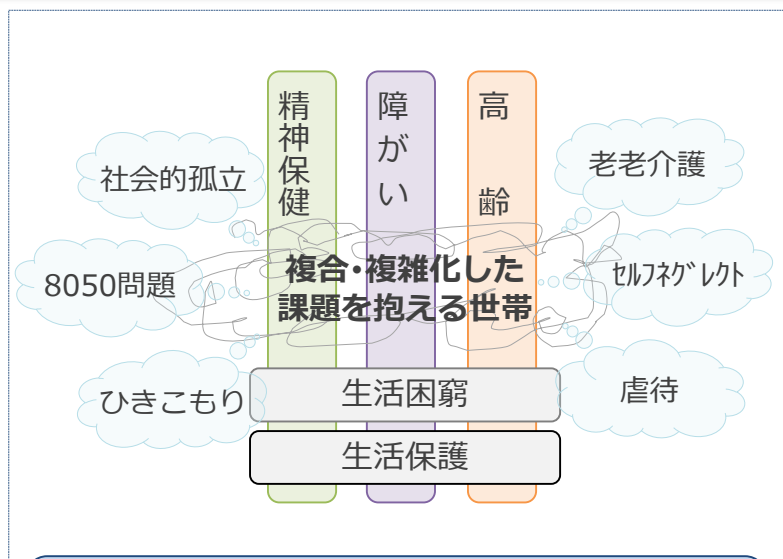 精神保健
障がい
高齢
社会的孤立
老老介護
8050問題
複合･複雑化した
課題を抱える世帯
ｾﾙﾌﾈｸﾞﾚｸﾄ
ひきこもり
生活困窮
虐待
生活保護